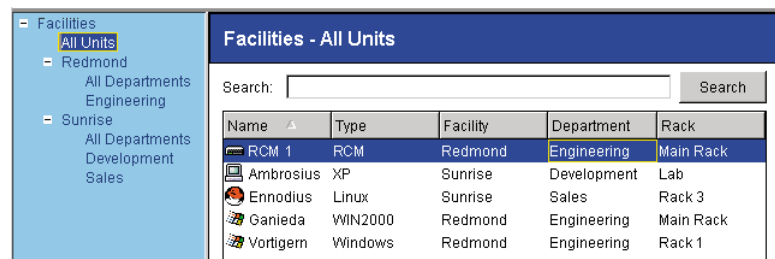 Facilities
All Units
Redmond
All Departments
Engineering
Sunrise
All Departments
Development
Sales
Facilities - All Units
Search: Search
Name Type Facility Department Rack
RCM 1 RCM Redmond Engineering Main Rack
Ambrosius XP Sunrise Development Lab
Ennodius Linux Sunrise Sales Rack 3
Ganieda WIN2000 Redmond Engineering Main Rack
Vortigern Windows Redmond Engineering Rack 1